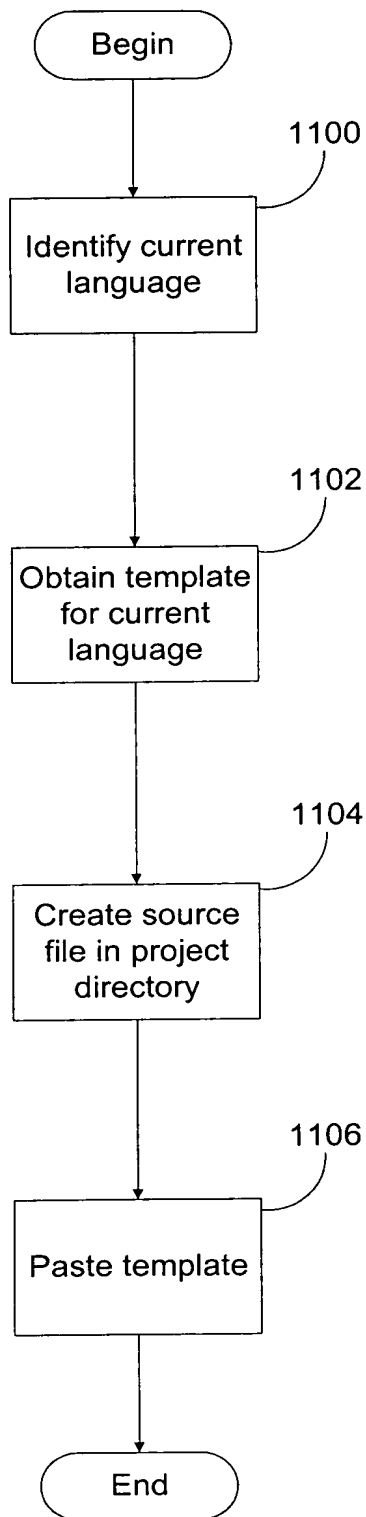 Begin
1100
Identify current
language
1102
Obtain template
for current
language
1104
Create source
file in project
directory
1106
Paste template
End